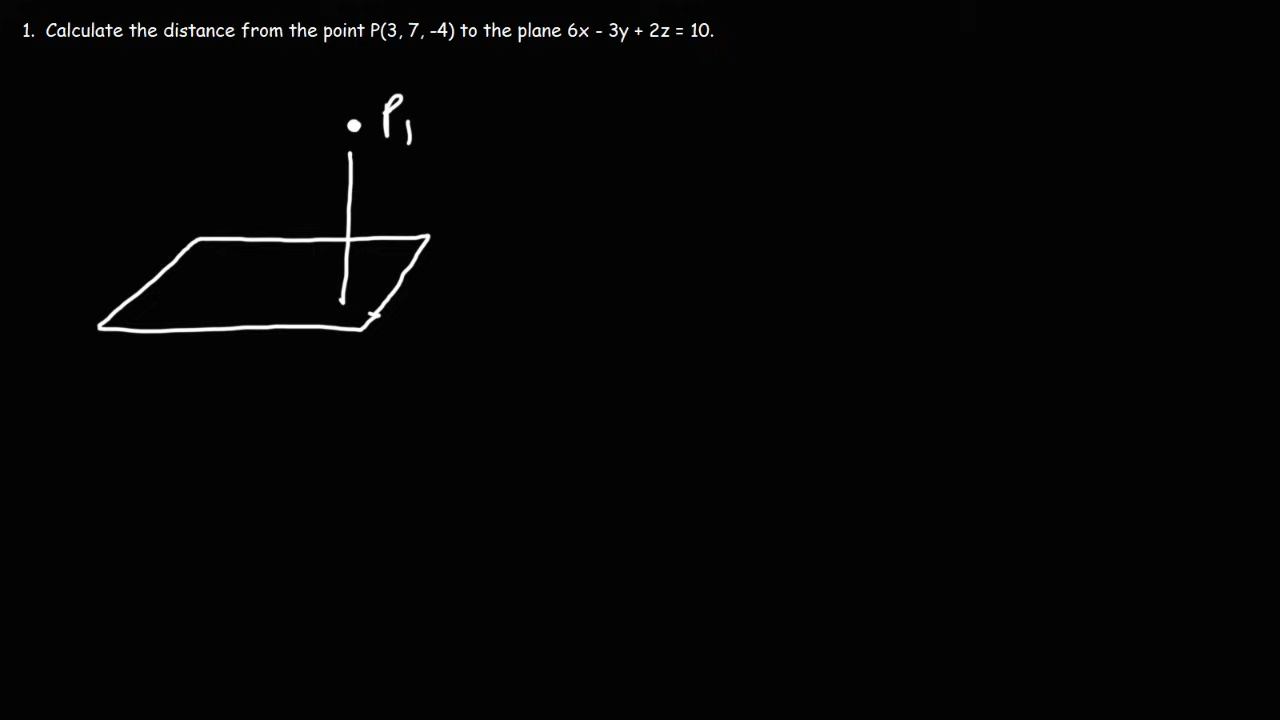 1. Calculate the distance from the point P(3, 7, -4) to the plane 6x - 3y + 2z = 10.
P₁